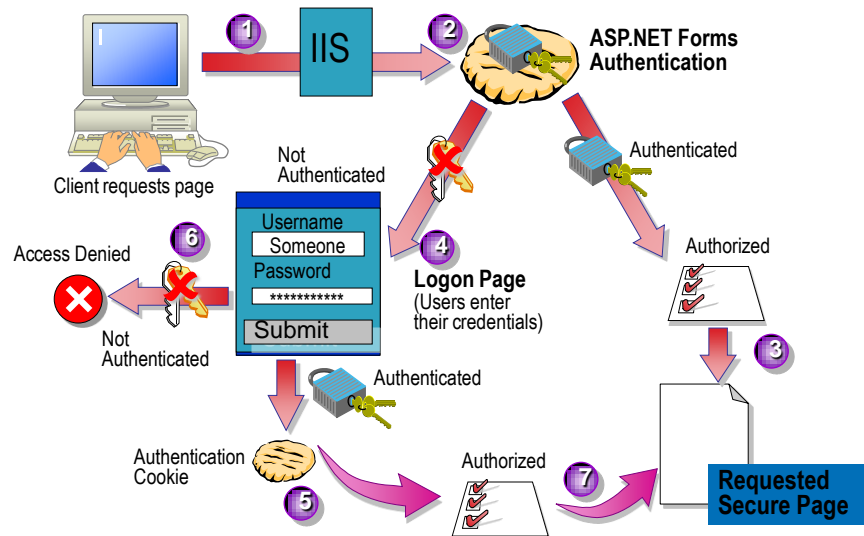 1
IIS
2
ASP.NET Forms
Authentication
Client requests page
Not
Authenticated
Authenticated
Username
Someone
Password
***********
Submit
4
Logon Page
(Users enter
their credentials)
6
Access Denied
Not
Authenticated
Authorized
3
Authenticated
Authentication
Cookie
5
Authorized
7
Requested
Secure Page